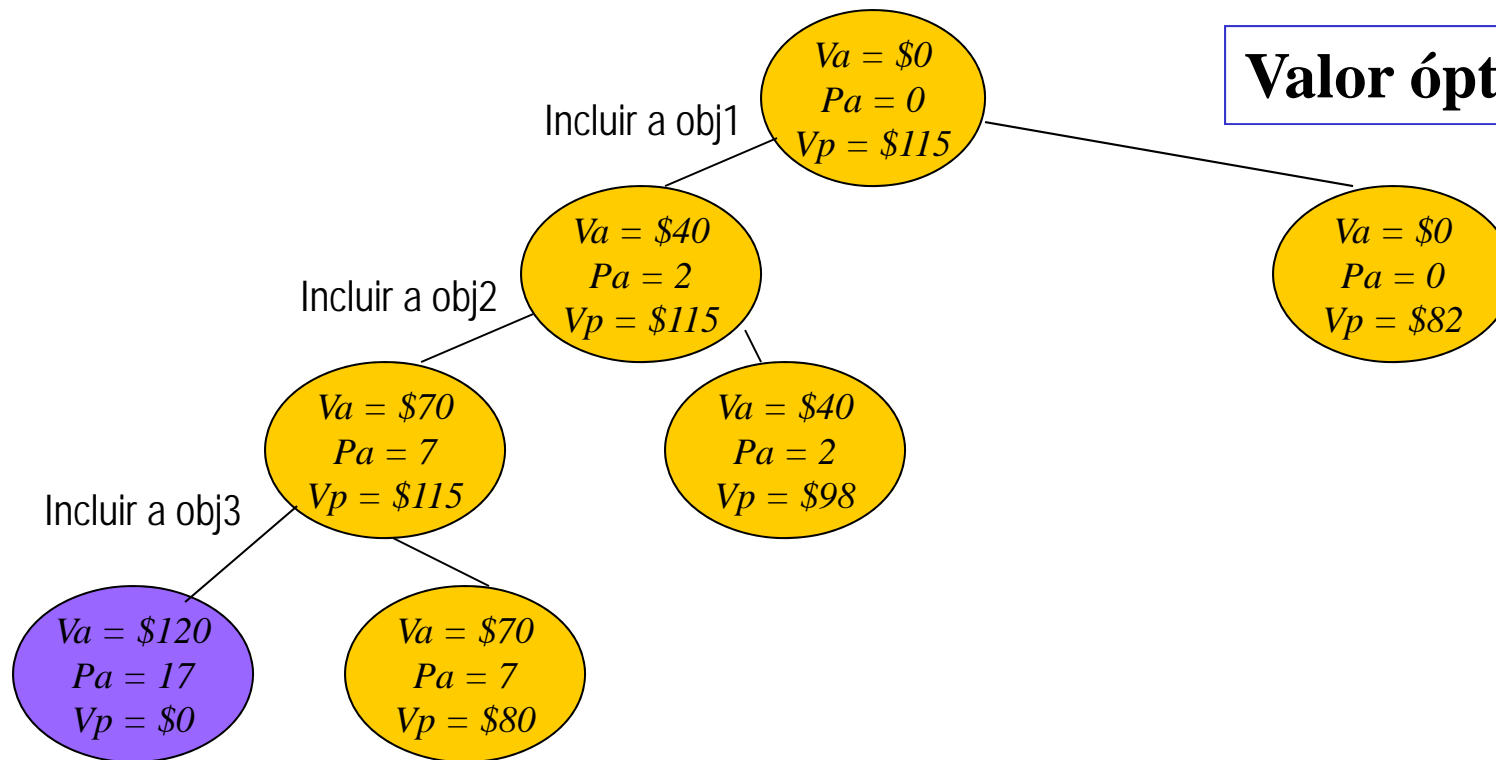 Va = $0
Pa = 0
Vp = $115
Valor ópt
Incluir a obj1
Va = $40
Pa = 2
Vp = $115
Va = $0
Pa = 0
Vp = $82
Incluir a obj2
Va = $70
Pa = 7
Vp = $115
Va = $40
Pa = 2
Vp = $98
Incluir a obj3
Va = $120
Pa = 17
Vp = $0
Va = $70
Pa = 7
Vp = $80